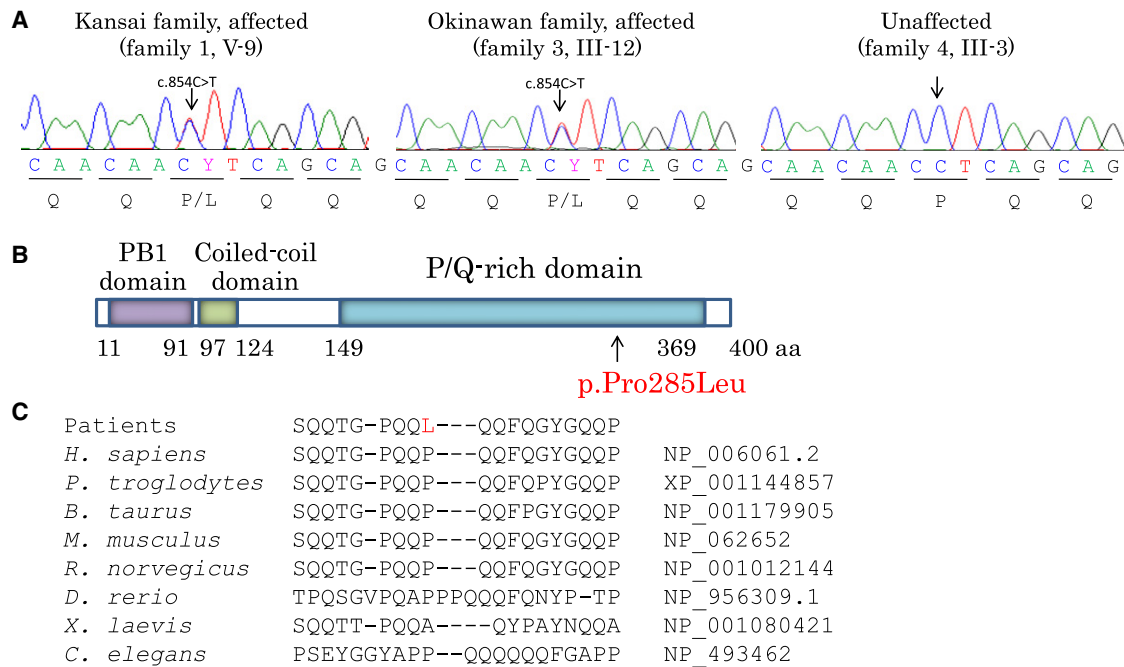 A
Kansai family, affected
(family 1, V-9)
Okinawan family, affected
(family 3, III-12)
Unaffected
(family 4, III-3)
c.854C>T
c.854C>T
C A A C A A C Y T C A G C A G
C A A C A A C Y T C A G C A G
C A A C A A C C T C A G C A G
Q Q P/L Q Q
Q Q P/L Q Q
Q Q P Q Q
B
PB1
domain
Coiled-coil
domain
P/Q-rich domain
11 91 97 124 149 369 400 aa
p.Pro285Leu
C
Patients SQQTG-PQQL---QQFQGYGQQP
H. sapiens SQQTG-PQQP---QQFQGYGQQP NP_006061.2
P. troglodytes SQQTG-PQQP---QQFQPYGQQP XP_001144857
B. taurus SQQTG-PQQP---QQFPGYGQQP NP_001179905
M. musculus SQQTG-PQQP---QQFQGYGQQP NP_062652
R. norvegicus SQQTG-PQQP---QQFQGYGQQP NP_001012144
D. rerio TPQSGVPQAPPPQQQFQNYP-TP NP_956309.1
X. laevis SQQTT-PQQA----QYPAYNQQA NP_001080421
C. elegans PSEYGGYAPP--QQQQQQFGAPP NP_493462